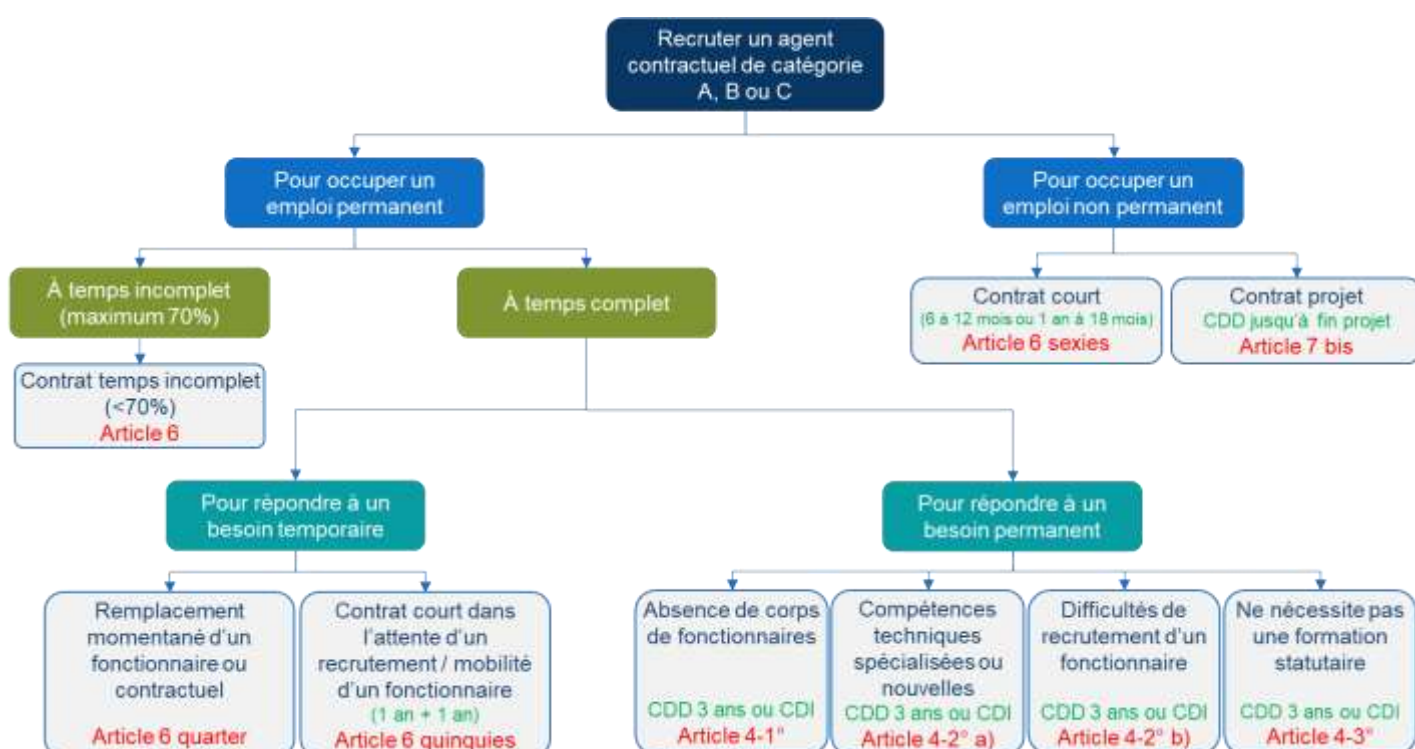 Recruter un agent
contractuel de catégorie
A, B ou C
Pour occuper un
emploi permanent
Pour occuper un
emploi non permanent
À temps incomplet
(maximum 70%)
À temps complet
Contrat court
(6 à 12 mois ou 1 an à 18 mois)
Article 6 sexies
Contrat projet
CDD jusqu'à fin projet
Article 7 bis
Contrat temps incomplet
(<70%)
Article 6
Pour répondre à un
besoin temporaire
Pour répondre à un
besoin permanent
Remplacement
momentané d'un
fonctionnaire ou
contractuel
Article 6 quarter
Contrat court dans
l'attente d'un
recrutement / mobilité
d'un fonctionnaire
(1 an + 1 an)
Article 6 quinquies
Absence de corps
de fonctionnaires
CDD 3 ans ou CDI
Article 4-1°
Compétences
techniques
spécialisées ou
nouvelles
CDD 3 ans ou CDI
Article 4-2° a)
Difficultés de
recrutement d'un
fonctionnaire
CDD 3 ans ou CDI
Article 4-2° b)
Ne nécessite pas
une formation
statutaire
CDD 3 ans ou CDI
Article 4-3°